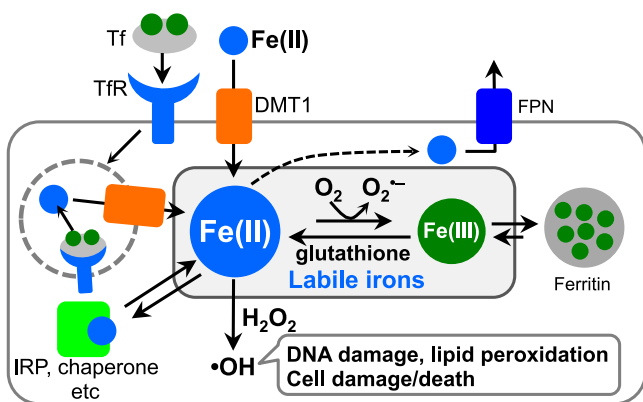 Tf
Fe(II)
TfR
DMT1
FPN
O₂
O₂•−
Fe(II)
Fe(III)
glutathione
Labile irons
Ferritin
H₂O₂
IRP, chaperone
etc
•OH
DNA damage, lipid peroxidation
Cell damage/death